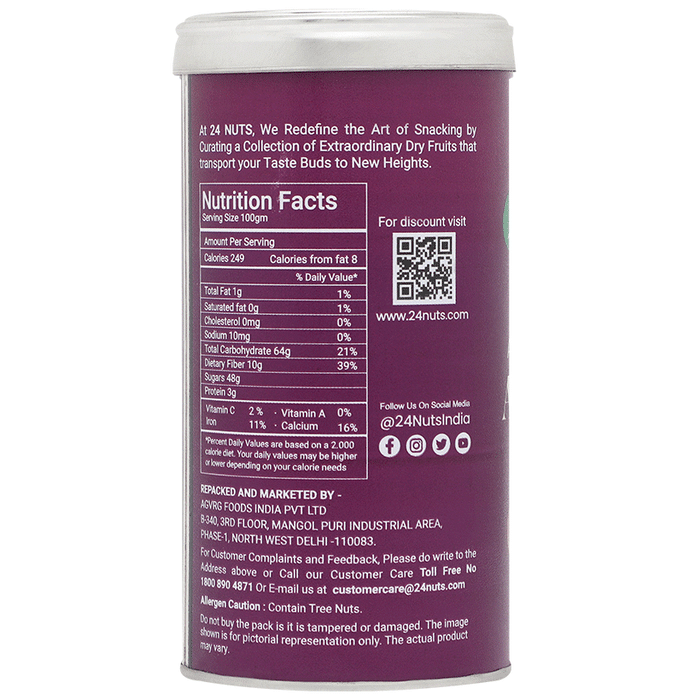 At 24 NUTS, We Redefine the Art of Snacking by
Curating a Collection of Extraordinary Dry Fruits that
transport your Taste Buds to New Heights.
Nutrition Facts
Serving Size 100gm
Amount Per Serving
Calories 249 Calories from fat 8
% Daily Value*
Total Fat 1g 1%
Saturated fat 0g 1%
Cholesterol 0mg 0%
Sodium 10mg 0%
Total Carbohydrate 64g 21%
Dietary Fiber 10g 39%
Sugars 48g
Protein 3g
Vitamin C 2 % · Vitamin A 0%
Iron 11% · Calcium 16%
*Percent Daily Values are based on a 2.000
calorie diet. Your daily values may be higher
or lower depending on your calorie needs
For discount visit
www.24nuts.com
Follow Us On Social Media
@24NutsIndia
REPACKED AND MARKETED BY -
AGVRG FOODS INDIA PVT LTD
B-340, 3RD FLOOR, MANGOL PURI INDUSTRIAL AREA,
PHASE-1, NORTH WEST DELHI -110083.
For Customer Complaints and Feedback, Please do write to the
Address above or Call our Customer Care Toll Free No
1800 890 4871 Or E-mail us at customercare@24nuts.com
Allergen Caution : Contain Tree Nuts.
Do not buy the pack is it is tampered or damaged. The image
shown is for pictorial representation only. The actual product
may vary.